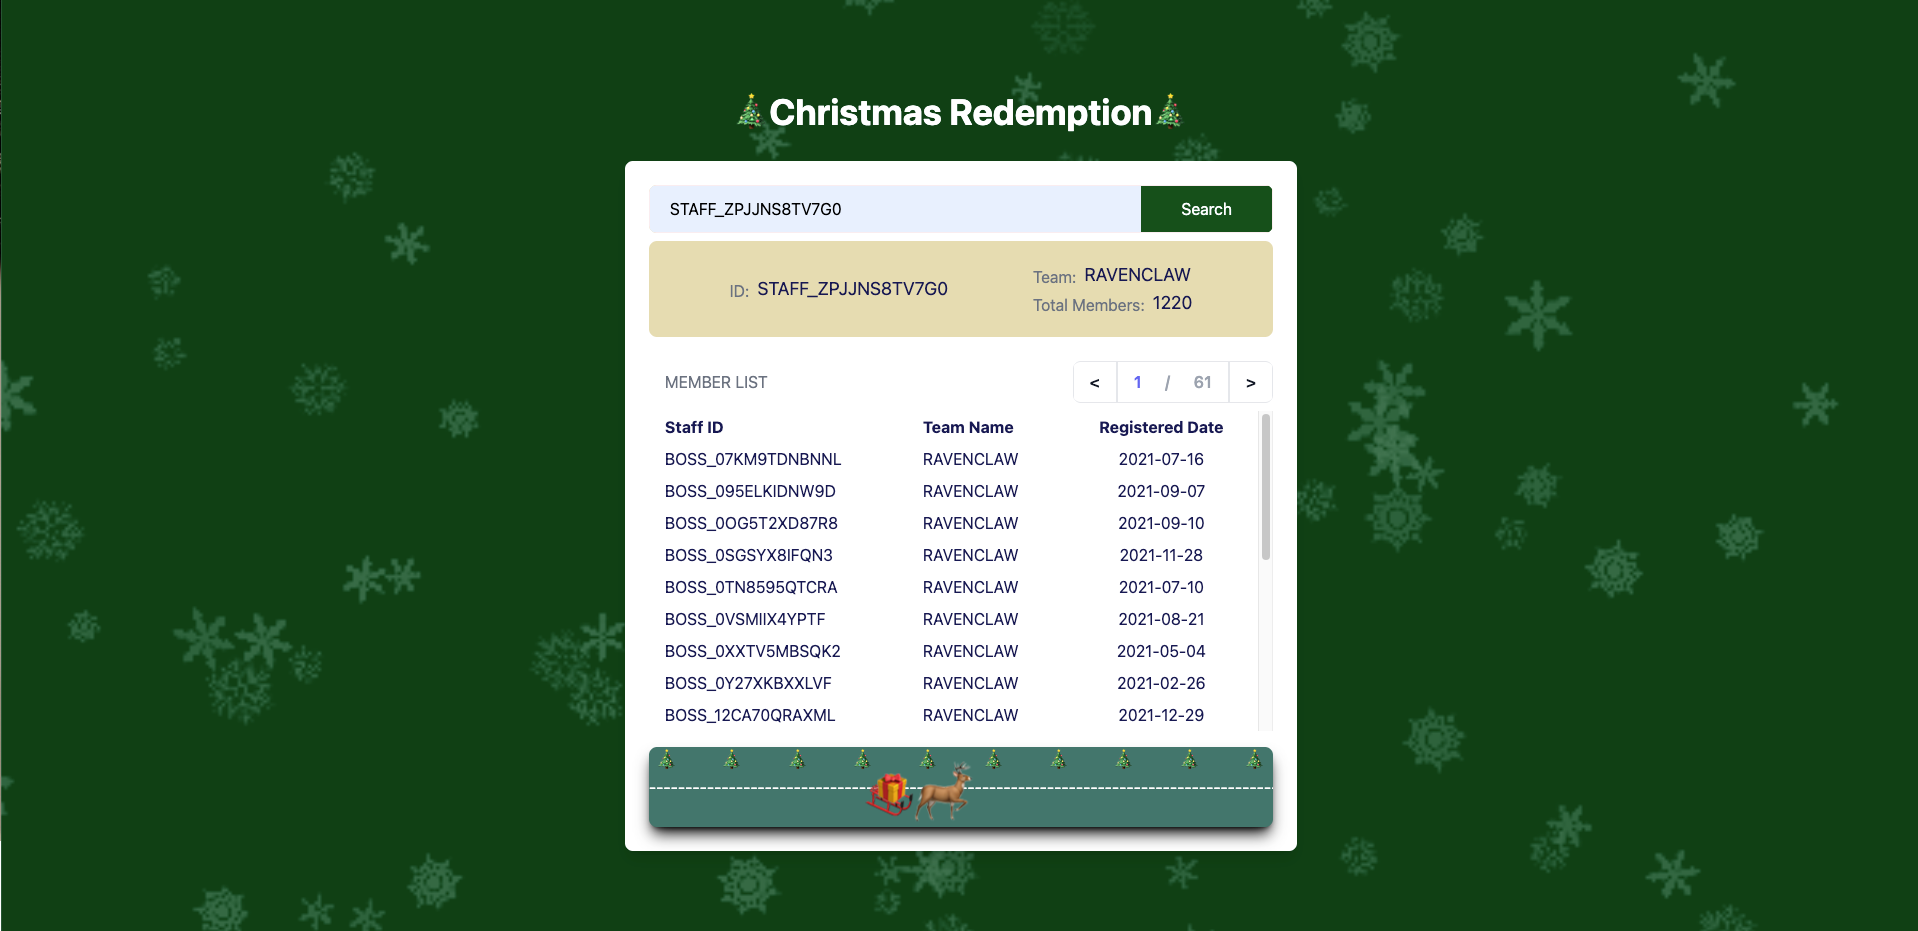 Christmas Redemption
STAFF_ZPJJNS8TV7G0 Search
ID: STAFF_ZPJJNS8TV7G0
Team: RAVENCLAW
Total Members: 1220
MEMBER LIST < 1 / 61 >
Staff ID Team Name Registered Date
BOSS_07KM9TDNBNNL RAVENCLAW 2021-07-16
BOSS_095ELKIDNW9D RAVENCLAW 2021-09-07
BOSS_0OG5T2XD87R8 RAVENCLAW 2021-09-10
BOSS_0SGSYX8IFQN3 RAVENCLAW 2021-11-28
BOSS_0TN8595QTCRA RAVENCLAW 2021-07-10
BOSS_0VSMIIX4YPTF RAVENCLAW 2021-08-21
BOSS_0XXTV5MBSQK2 RAVENCLAW 2021-05-04
BOSS_0Y27XKBXXLVF RAVENCLAW 2021-02-26
BOSS_12CA70QRAXML RAVENCLAW 2021-12-29